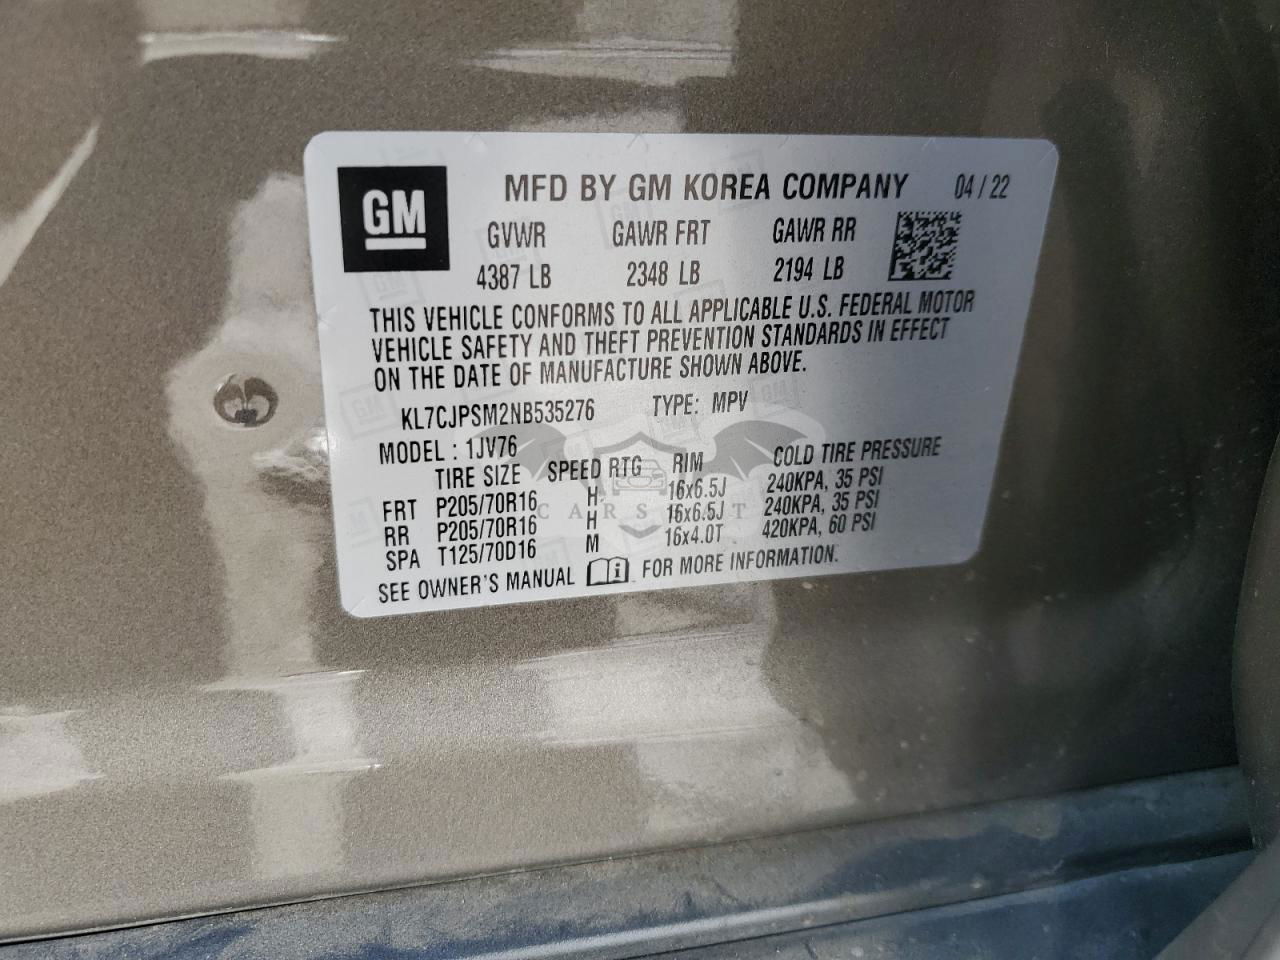 GM MFD BY GM KOREA COMPANY 04/22
GVWR GAWR FRT GAWR RR
4387 LB 2348 LB 2194 LB
THIS VEHICLE CONFORMS TO ALL APPLICABLE U.S. FEDERAL MOTOR
VEHICLE SAFETY AND THEFT PREVENTION STANDARDS IN EFFECT
ON THE DATE OF MANUFACTURE SHOWN ABOVE.
KL7CJPSM2NB535276 TYPE: MPV
MODEL : 1JV76
TIRE SIZE SPEED RTG RIM COLD TIRE PRESSURE
FRT P205/70R16 H 16x6.5J 240KPA, 35 PSI
RR P205/70R16 H 16x6.5J 240KPA, 35 PSI
SPA T125/70D16 M 16x4.0T 420KPA, 60 PSI
SEE OWNER'S MANUAL FOR MORE INFORMATION.